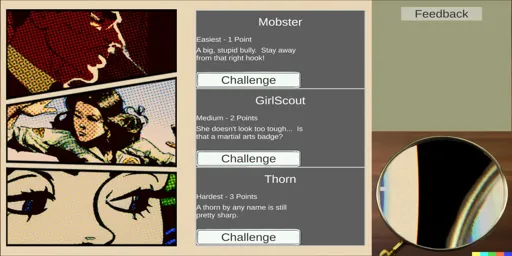 Mobster
Easiest - 1 Point
A big, stupid bully. Stay away
from that right hook!
Challenge
GirlScout
Medium - 2 Points
She doesn't look too tough... Is
that a martial arts badge?
Challenge
Thorn
Hardest - 3 Points
A thorn by any name is still
pretty sharp.
Challenge
Feedback